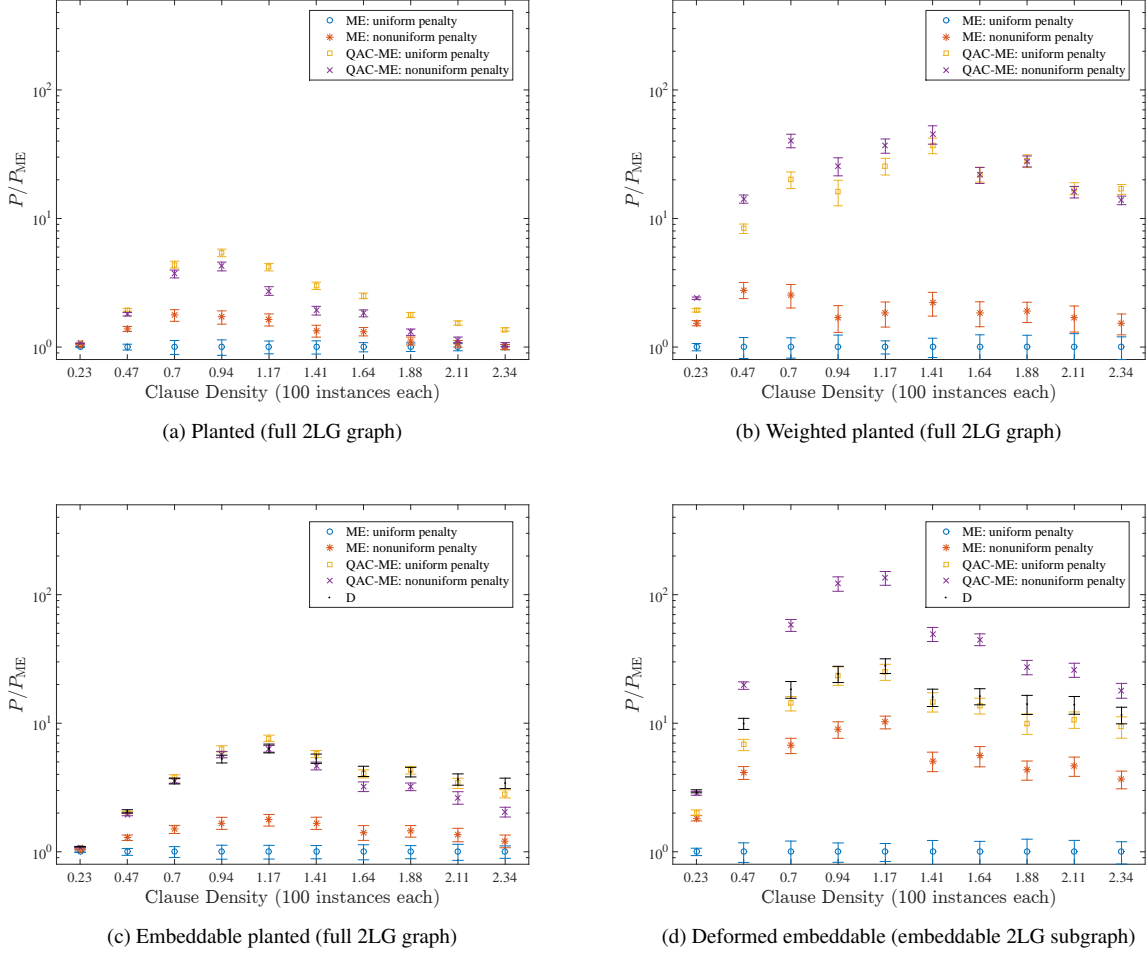 ME: uniform penalty
ME: nonuniform penalty
QAC-ME: uniform penalty
QAC-ME: nonuniform penalty
10^2
10^1
10^0
P/P_ME
0.23 0.47 0.7 0.94 1.17 1.41 1.64 1.88 2.11 2.34
Clause Density (100 instances each)
(a) Planted (full 2LG graph)
ME: uniform penalty
ME: nonuniform penalty
QAC-ME: uniform penalty
QAC-ME: nonuniform penalty
10^2
10^1
10^0
P/P_ME
0.23 0.47 0.7 0.94 1.17 1.41 1.64 1.88 2.11 2.34
Clause Density (100 instances each)
(b) Weighted planted (full 2LG graph)
ME: uniform penalty
ME: nonuniform penalty
QAC-ME: uniform penalty
QAC-ME: nonuniform penalty
D
10^2
10^1
10^0
P/P_ME
0.23 0.47 0.7 0.94 1.17 1.41 1.64 1.88 2.11 2.34
Clause Density (100 instances each)
(c) Embeddable planted (full 2LG graph)
ME: uniform penalty
ME: nonuniform penalty
QAC-ME: uniform penalty
QAC-ME: nonuniform penalty
D
10^2
10^1
10^0
P/P_ME
0.23 0.47 0.7 0.94 1.17 1.41 1.64 1.88 2.11 2.34
Clause Density (100 instances each)
(d) Deformed embeddable (embeddable 2LG subgraph)